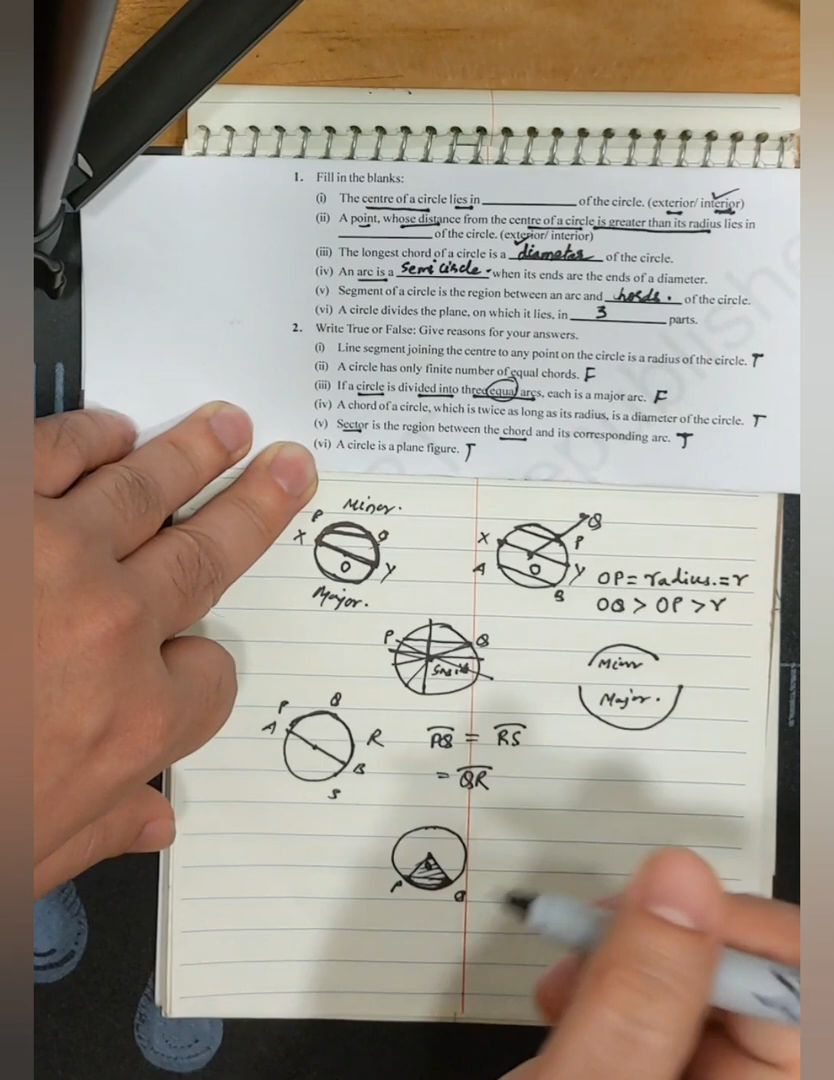 1. Fill in the blanks:
(i) The centre of a circle lies in ____________ of the circle. (exterior/ interior)
(ii) A point, whose distance from the centre of a circle is greater than its radius lies in
____________ of the circle. (exterior/ interior)
(iii) The longest chord of a circle is a diameter of the circle.
(iv) An arc is a Semi circle when its ends are the ends of a diameter.
(v) Segment of a circle is the region between an arc and chords. of the circle.
(vi) A circle divides the plane, on which it lies, in 3 parts.
2. Write True or False: Give reasons for your answers.
(i) Line segment joining the centre to any point on the circle is a radius of the circle. T
(ii) A circle has only finite number of equal chords. F
(iii) If a circle is divided into three equal arcs, each is a major arc. F
(iv) A chord of a circle, which is twice as long as its radius, is a diameter of the circle. T
(v) Sector is the region between the chord and its corresponding arc. T
(vi) A circle is a plane figure. T
Minor.
P Q
X O Y
Major.
Q
X P
A O Y
B
OP = radius. = r
OQ > OP > r
P Q
Minor
Major.
P Q
A R
B
S
PQ = RS
= QR
P Q
republishe